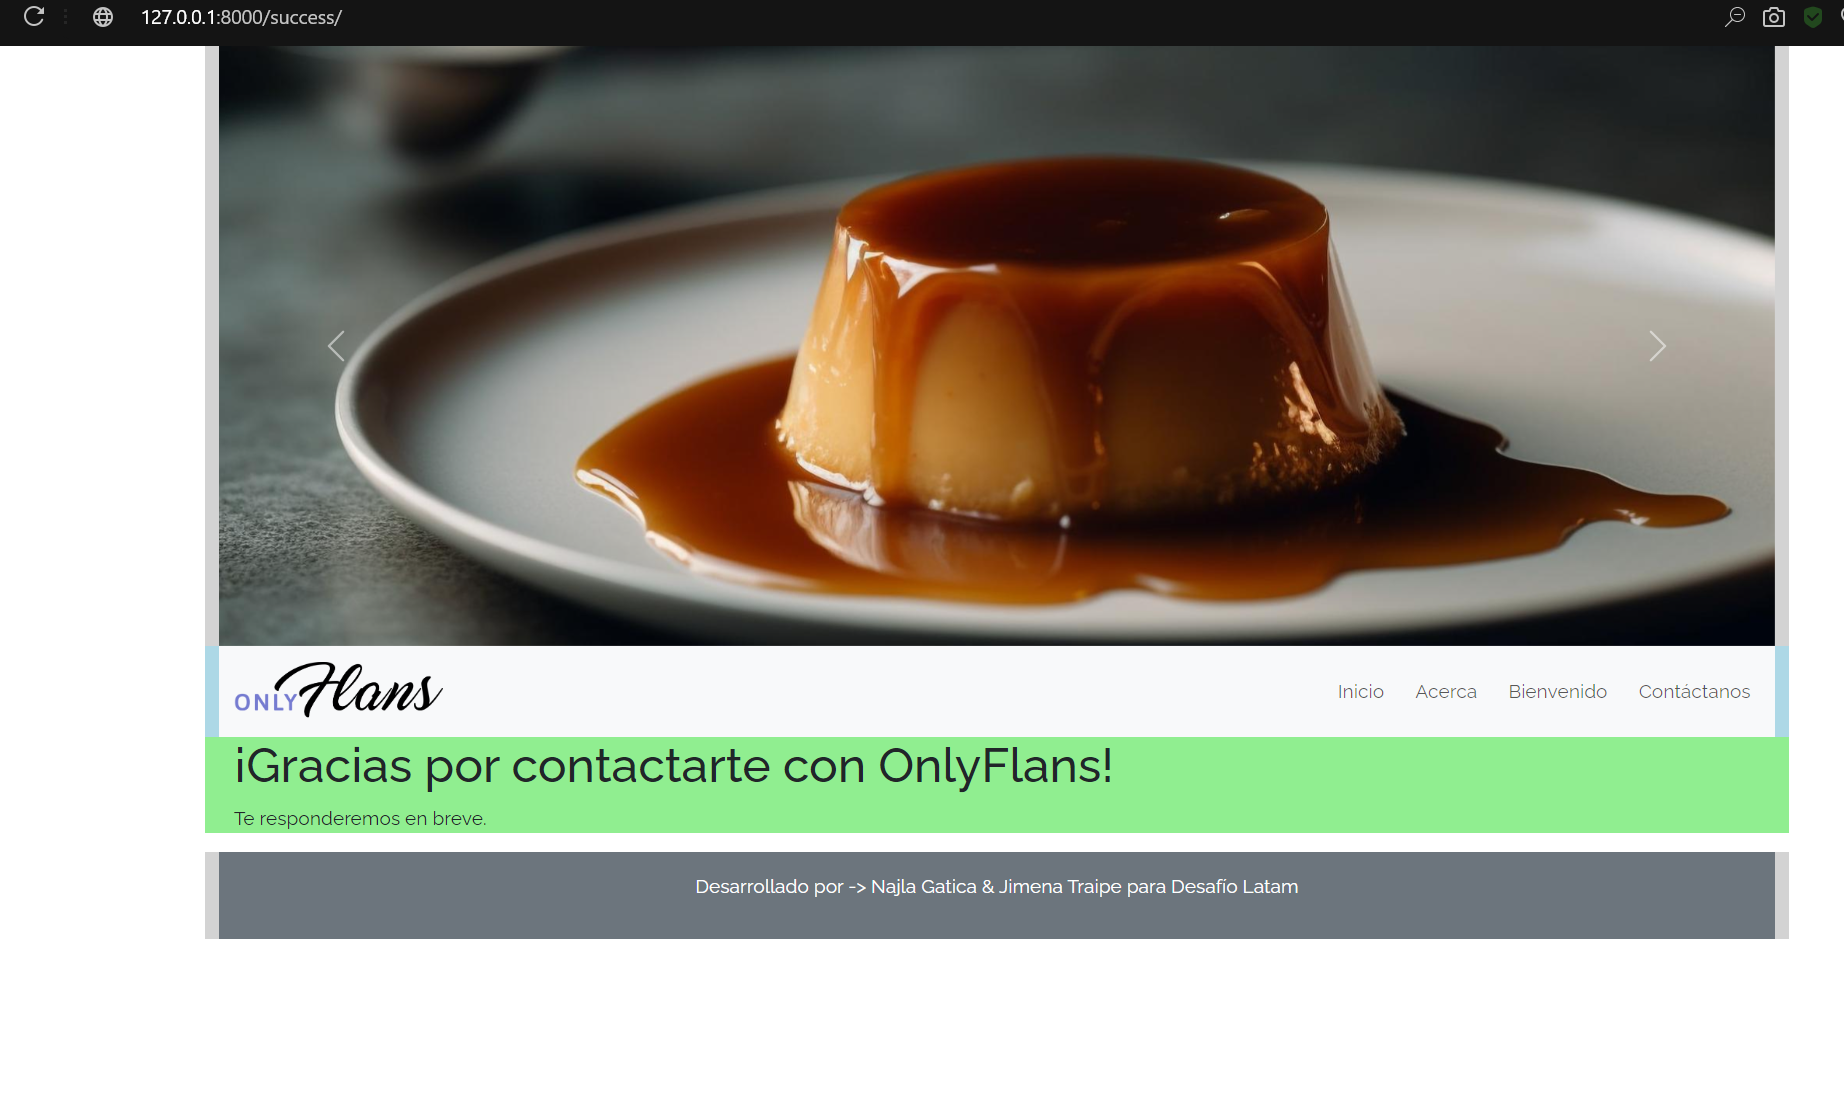 127.0.0.1:8000/success/
ONLY Flans
Inicio Acerca Bienvenido Contáctanos
¡Gracias por contactarte con OnlyFlans!
Te responderemos en breve.
Desarrollado por -> Najla Gatica & Jimena Traipe para Desafío Latam